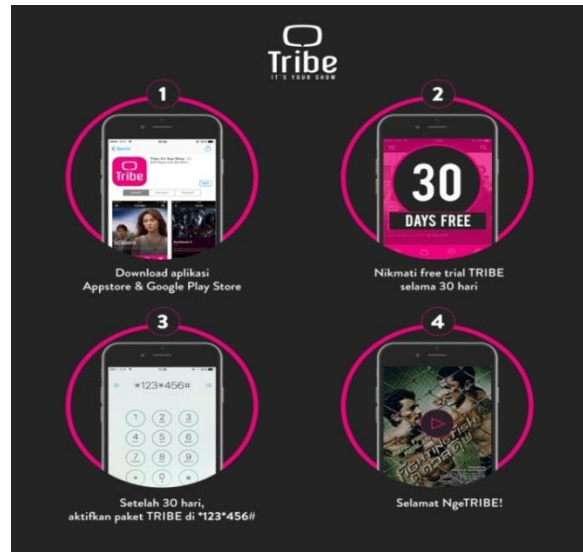 Tribe
IT'S YOUR SHOW
1
Search
Tribe
Download aplikasi
Appstore & Google Play Store
2
30
DAYS FREE
Nikmati free trial TRIBE
selama 30 hari
3
*123*456#
1 2 3
4 5 6
7 8 9
* 0 #
Setelah 30 hari,
aktifkan paket TRIBE di *123*456#
4
Selamat NgeTRIBE!